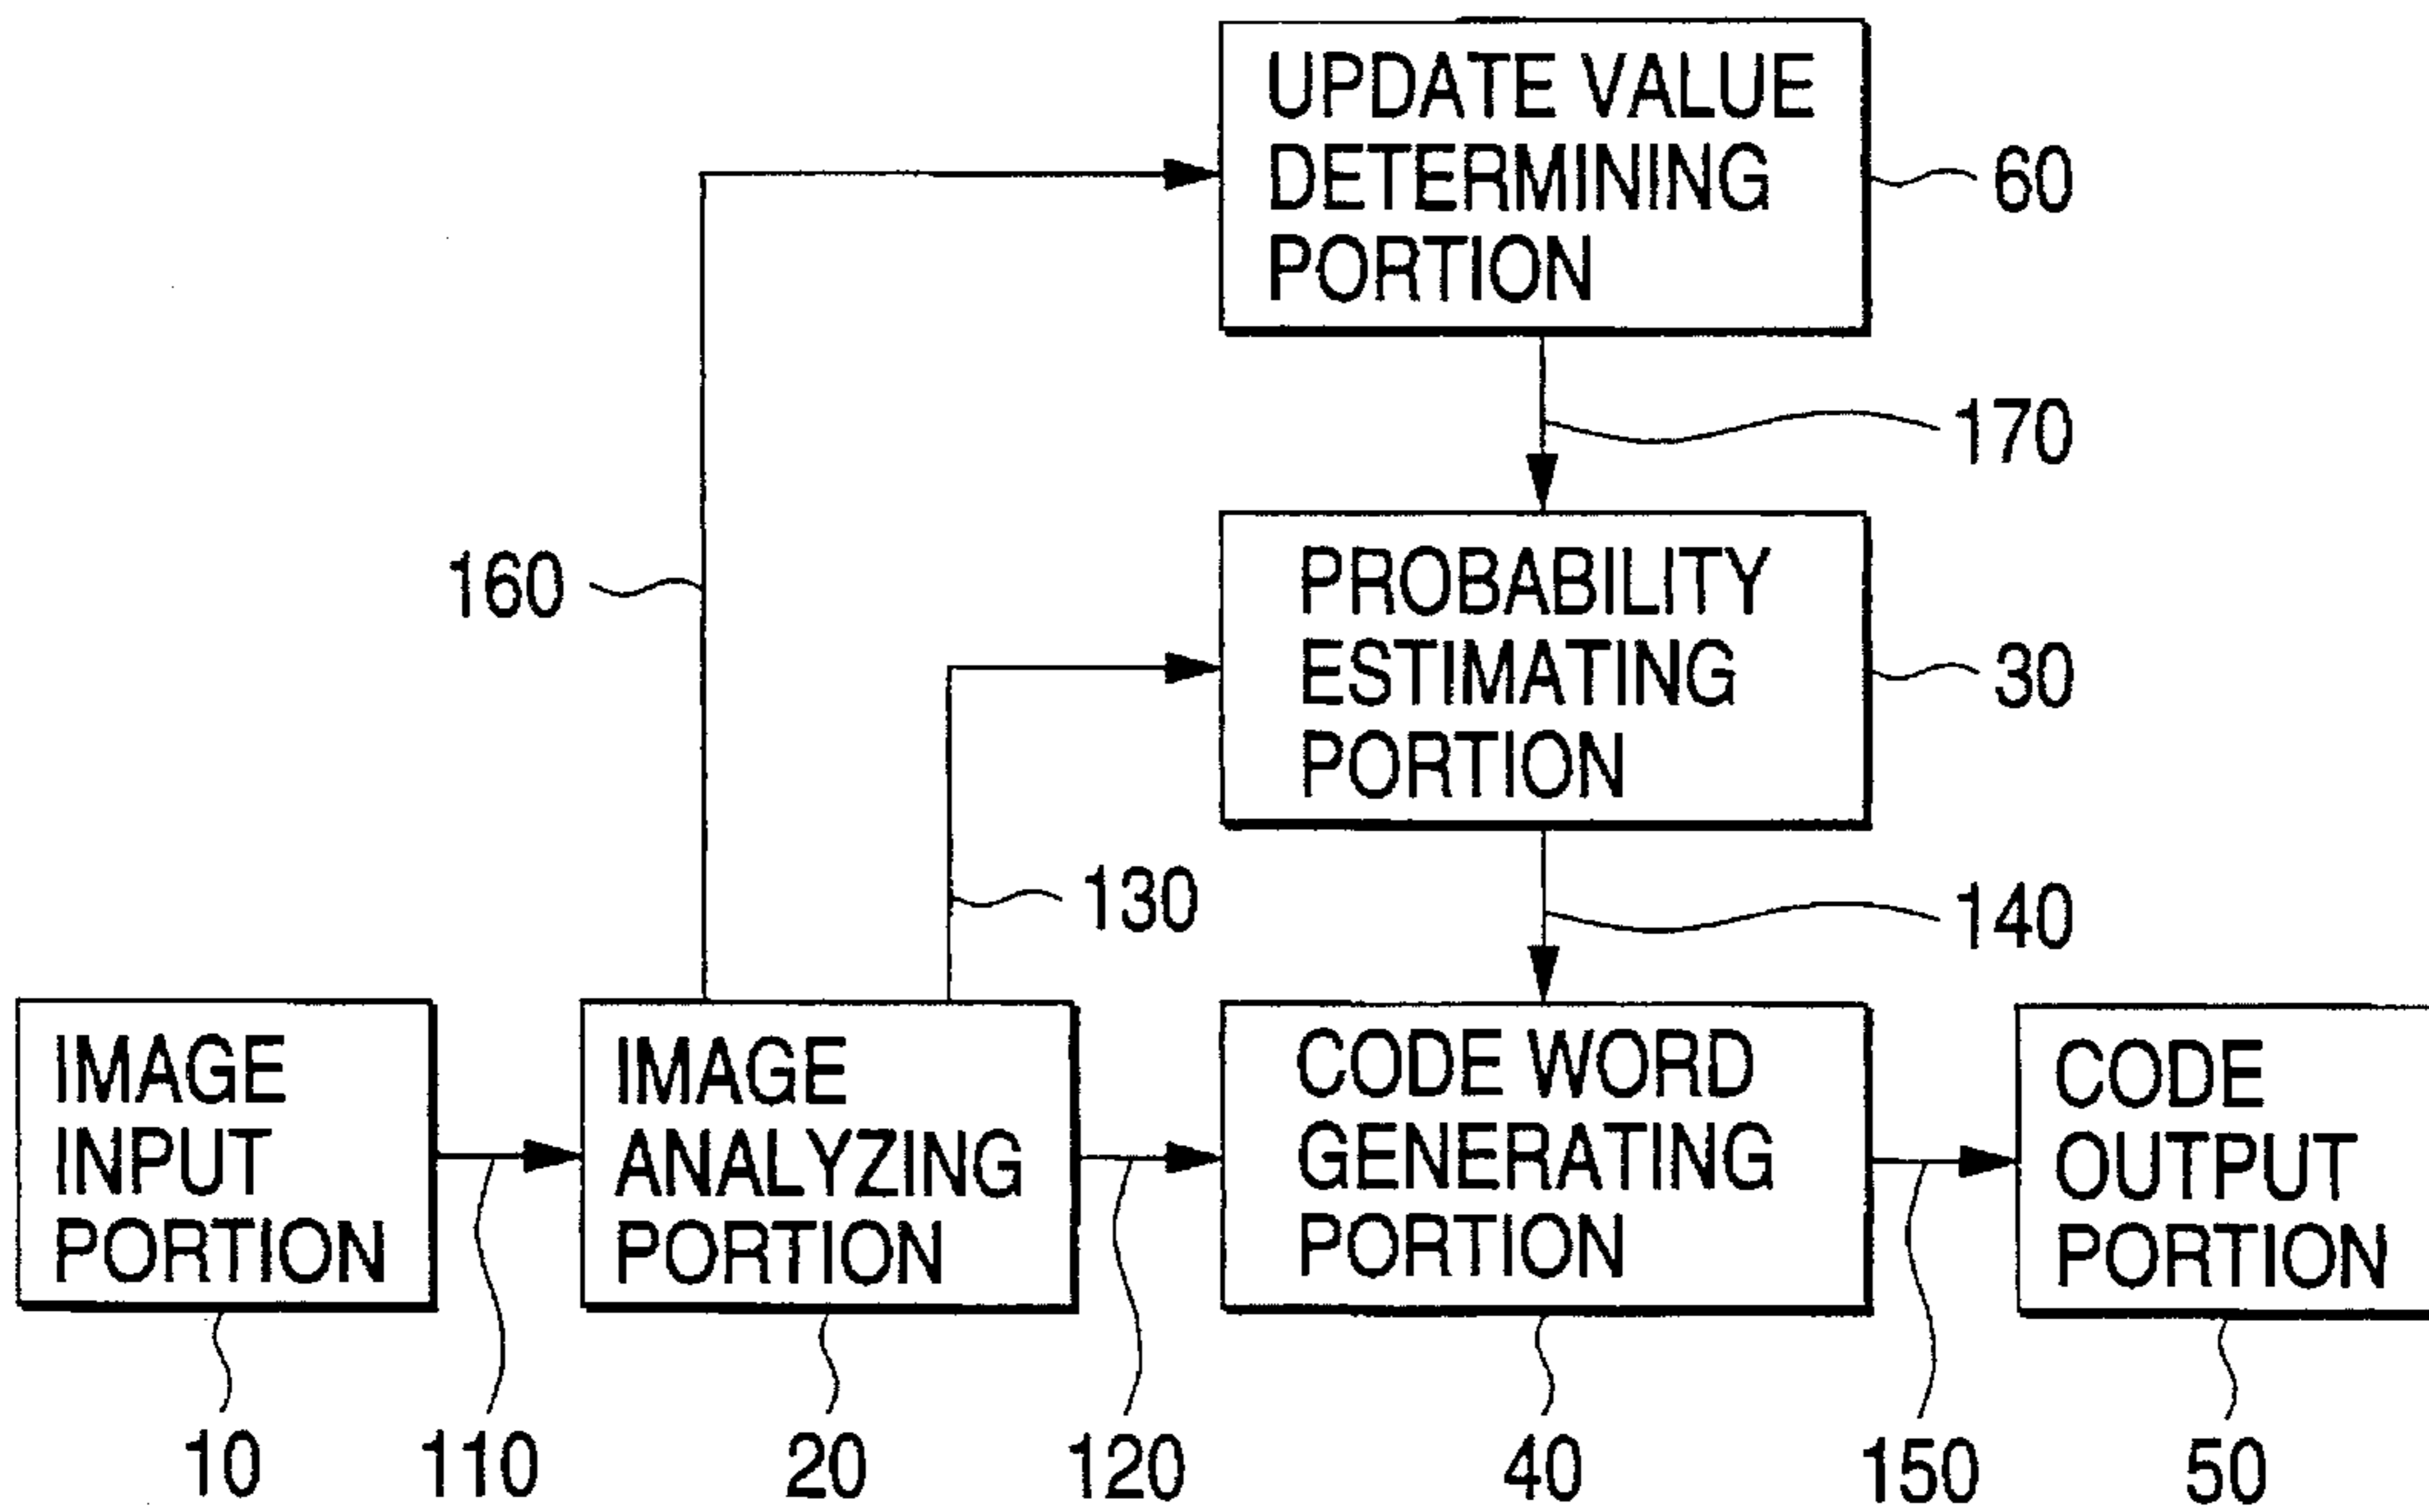 UPDATE VALUE
DETERMINING
PORTION
60
170
160
PROBABILITY
ESTIMATING
PORTION
30
130
140
IMAGE
INPUT
PORTION
IMAGE
ANALYZING
PORTION
CODE WORD
GENERATING
PORTION
CODE
OUTPUT
PORTION
10
110
20
120
40
150
50